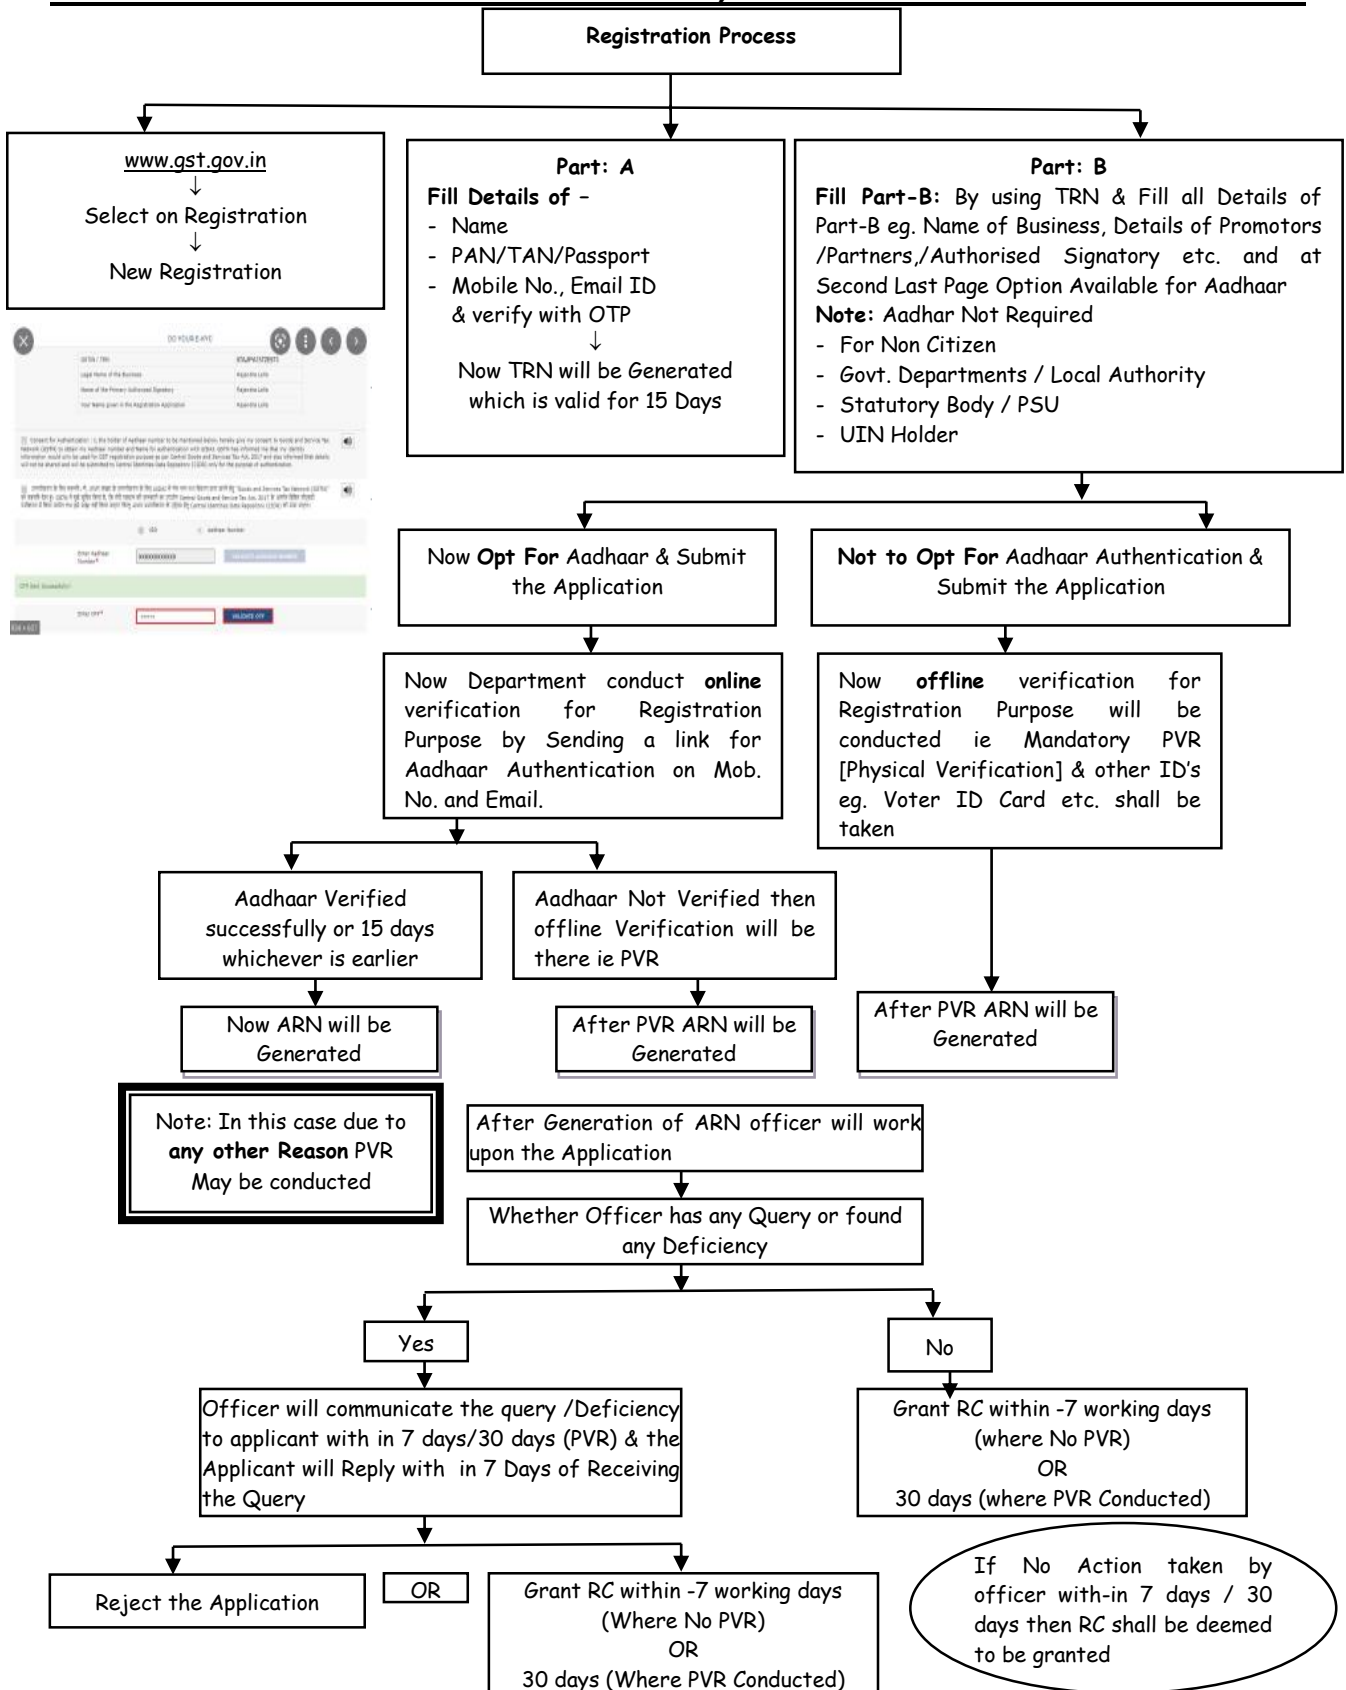 Registration Process
www.gst.gov.in
↓
Select on Registration
↓
New Registration
Part: A
Fill Details of –
- Name
- PAN/TAN/Passport
- Mobile No., Email ID
& verify with OTP
↓
Now TRN will be Generated
which is valid for 15 Days
Part: B
Fill Part-B: By using TRN & Fill all Details of
Part-B eg. Name of Business, Details of Promotors
/Partners,/Authorised Signatory etc. and at
Second Last Page Option Available for Aadhaar
Note: Aadhar Not Required
- For Non Citizen
- Govt. Departments / Local Authority
- Statutory Body / PSU
- UIN Holder
DO YOUR E-KYC
GSTIN / TRN
Legal Name of the Business
Name of the Primary Authorized Signatory
Your Name given in the Registration Application
Enter Aadhaar
Number*
XXXXXXXXXXXX
OTP Sent Successfully!
VALIDATE OTP
Now Opt For Aadhaar & Submit
the Application
Not to Opt For Aadhaar Authentication &
Submit the Application
Now Department conduct online
verification for Registration
Purpose by Sending a link for
Aadhaar Authentication on Mob.
No. and Email.
Now offline verification for
Registration Purpose will be
conducted ie Mandatory PVR
[Physical Verification] & other ID's
eg. Voter ID Card etc. shall be
taken
Aadhaar Verified
successfully or 15 days
whichever is earlier
Aadhaar Not Verified then
offline Verification will be
there ie PVR
Now ARN will be
Generated
After PVR ARN will be
Generated
After PVR ARN will be
Generated
Note: In this case due to
any other Reason PVR
May be conducted
After Generation of ARN officer will work
upon the Application
Whether Officer has any Query or found
any Deficiency
Yes
No
Officer will communicate the query /Deficiency
to applicant with in 7 days/30 days (PVR) & the
Applicant will Reply with in 7 Days of Receiving
the Query
Grant RC within -7 working days
(where No PVR)
OR
30 days (where PVR Conducted)
Reject the Application
OR
Grant RC within -7 working days
(Where No PVR)
OR
30 days (Where PVR Conducted)
If No Action taken by
officer with-in 7 days / 30
days then RC shall be deemed
to be granted